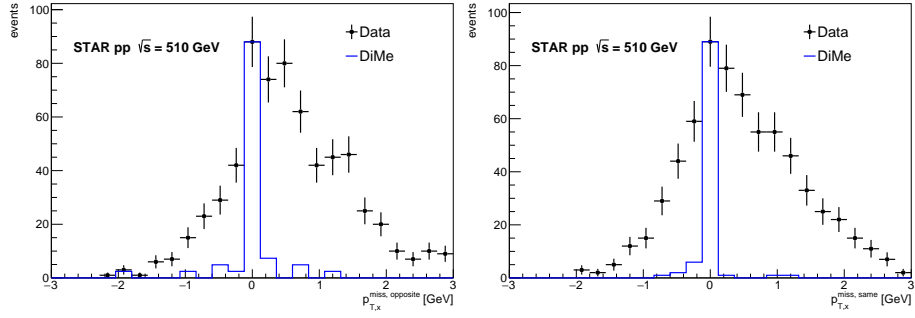 events
100
80
60
40
20
0
STAR pp √s = 510 GeV
Data
DiMe
−3 −2 −1 0 1 2 3
p_{T,x}^{miss, opposite} [GeV]
events
100
80
60
40
20
0
STAR pp √s = 510 GeV
Data
DiMe
−3 −2 −1 0 1 2 3
p_{T,x}^{miss, same} [GeV]